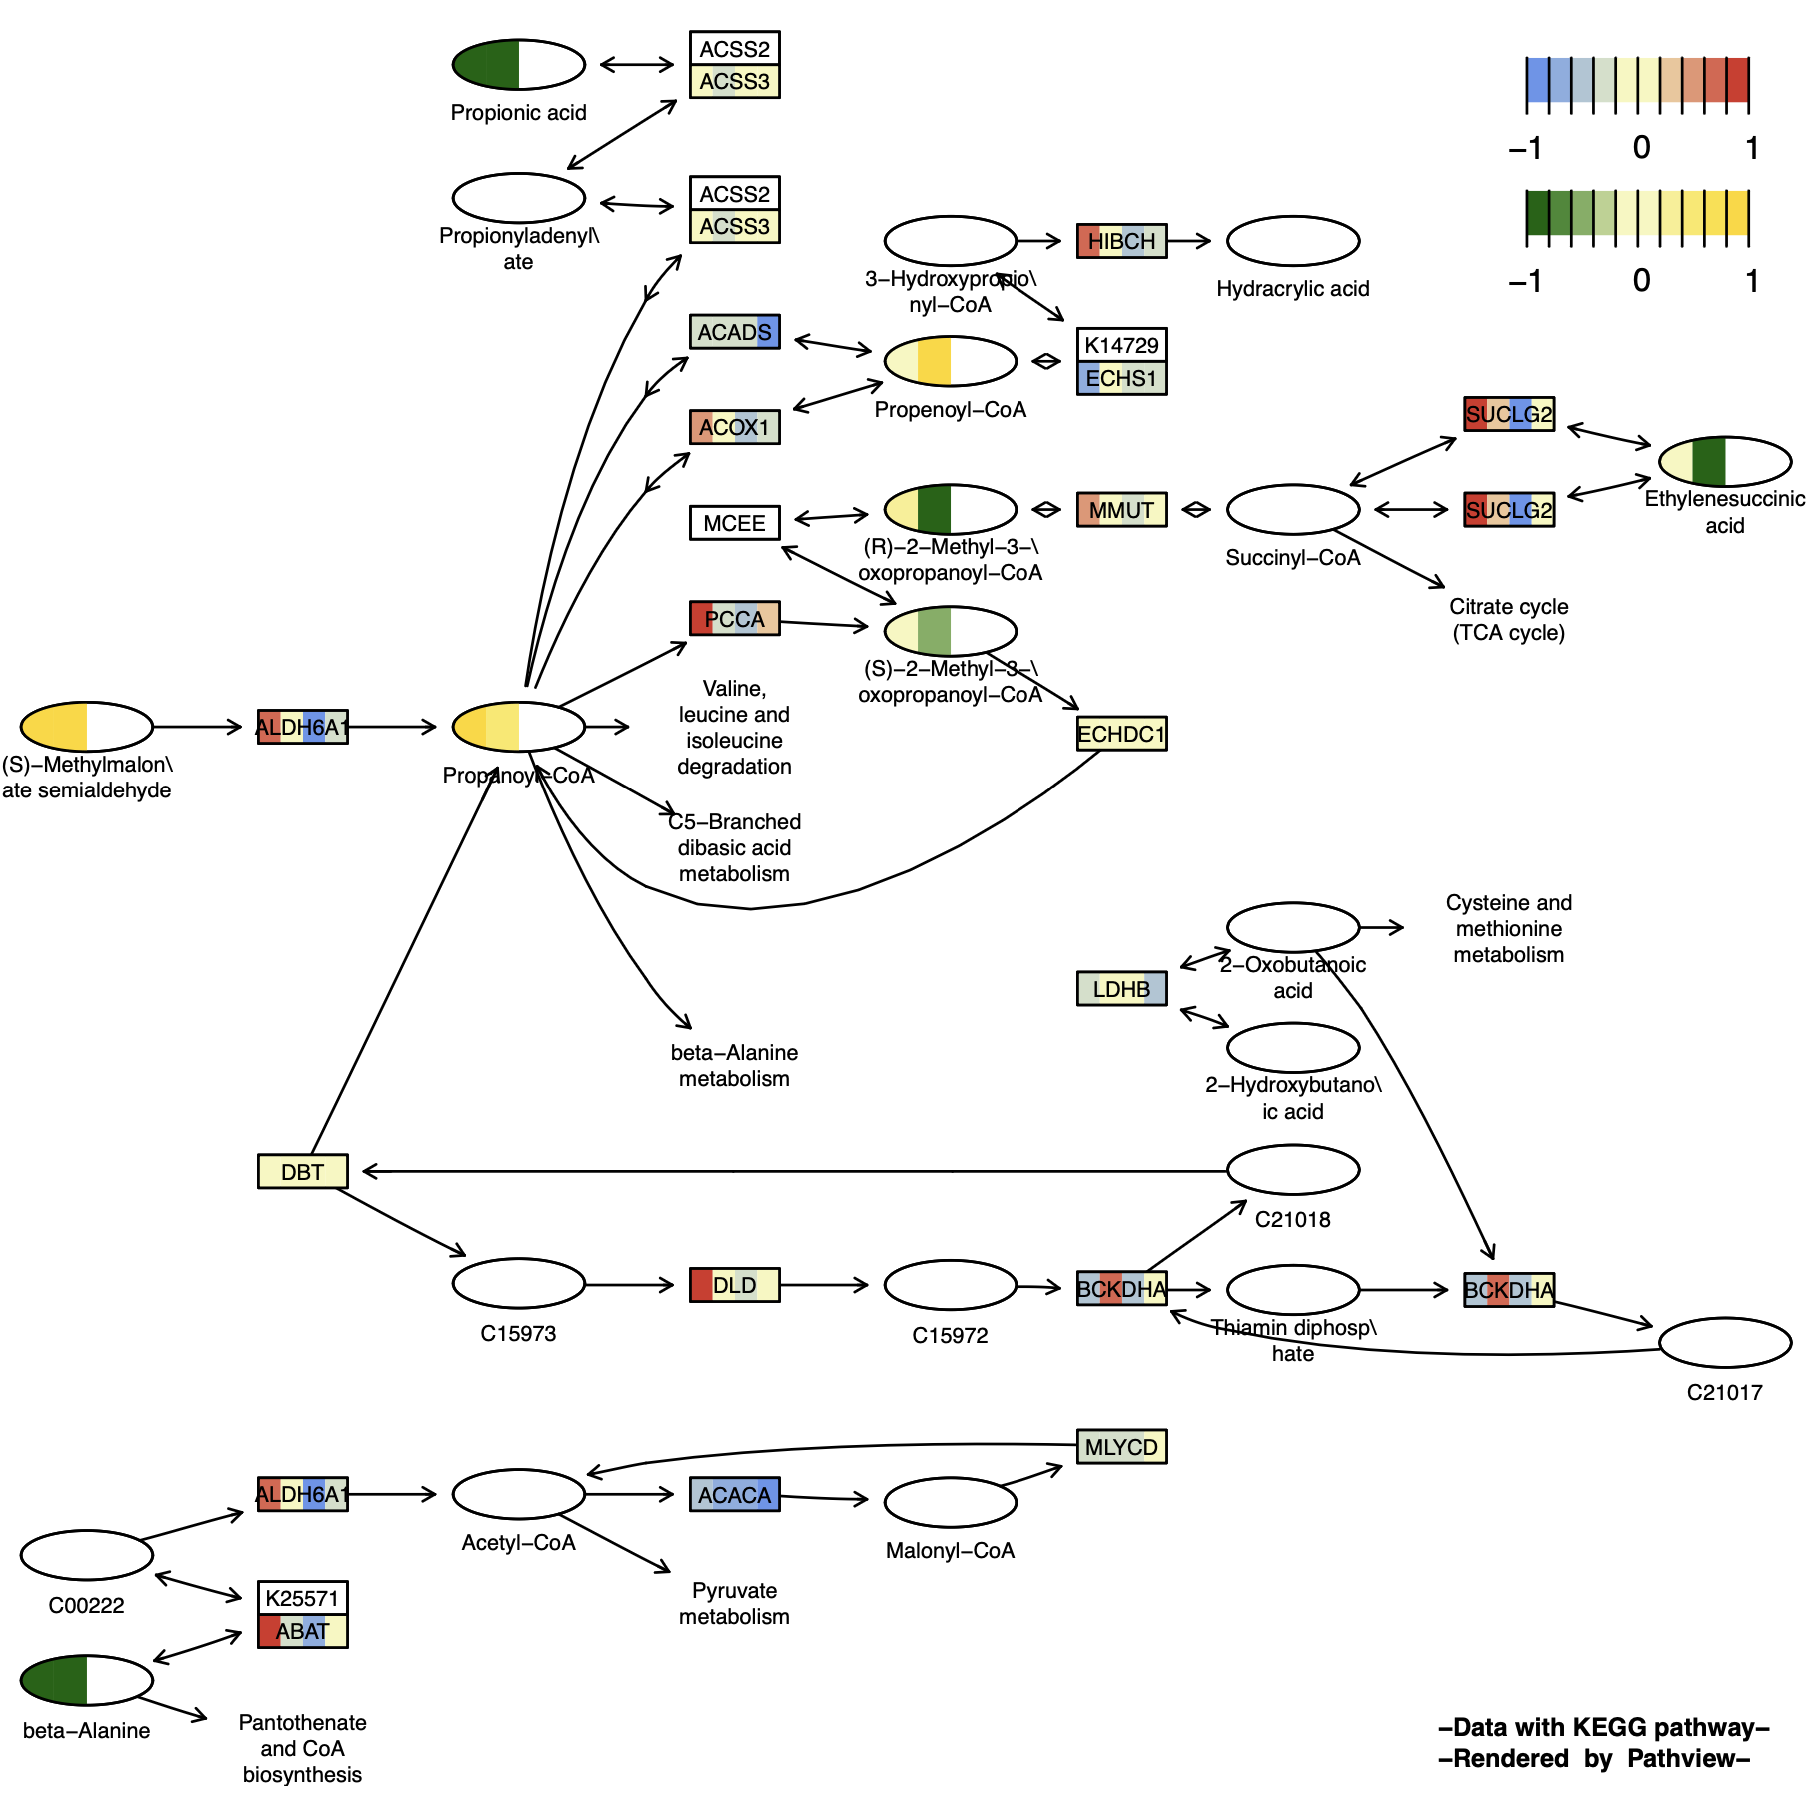 ACSS2
ACSS3
Propionic acid
−1 0 1
ACSS2
ACSS3
Propionyladenyl\
ate
HIBCH
3−Hydroxypropio\
nyl−CoA
Hydracrylic acid
−1 0 1
ACADS
K14729
ECHS1
Propenoyl−CoA
ACOX1
SUCLG2
MCEE
MMUT
SUCLG2
Ethylenesuccinic
acid
(R)−2−Methyl−3−\
oxopropanoyl−CoA
Succinyl−CoA
Citrate cycle
(TCA cycle)
PCCA
(S)−2−Methyl−3−\
oxopropanoyl−CoA
Valine,
leucine and
isoleucine
degradation
ALDH6A1
ECHDC1
(S)−Methylmalon\
ate semialdehyde
Propanoyl−CoA
C5−Branched
dibasic acid
metabolism
Cysteine and
methionine
metabolism
2−Oxobutanoic
acid
LDHB
beta−Alanine
metabolism
2−Hydroxybutano\
ic acid
DBT
C21018
DLD
BCKDHA
BCKDHA
C15973
C15972
Thiamin diphosp\
hate
C21017
MLYCD
ALDH6A1
ACACA
Acetyl−CoA
Malonyl−CoA
C00222
K25571
ABAT
Pyruvate
metabolism
beta−Alanine
Pantothenate
and CoA
biosynthesis
−Data with KEGG pathway−
−Rendered by Pathview−